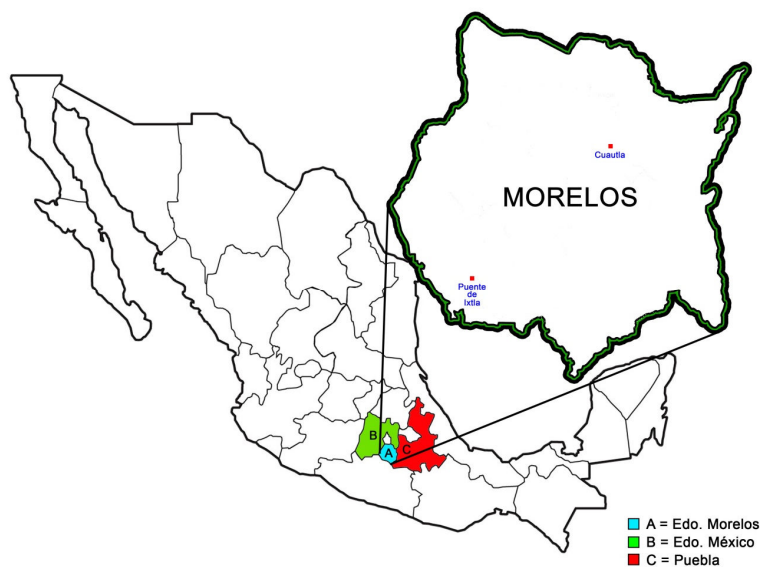 Cuautla
MORELOS
Puente
de
Ixtla
B
A
C
A = Edo. Morelos
B = Edo. México
C = Puebla